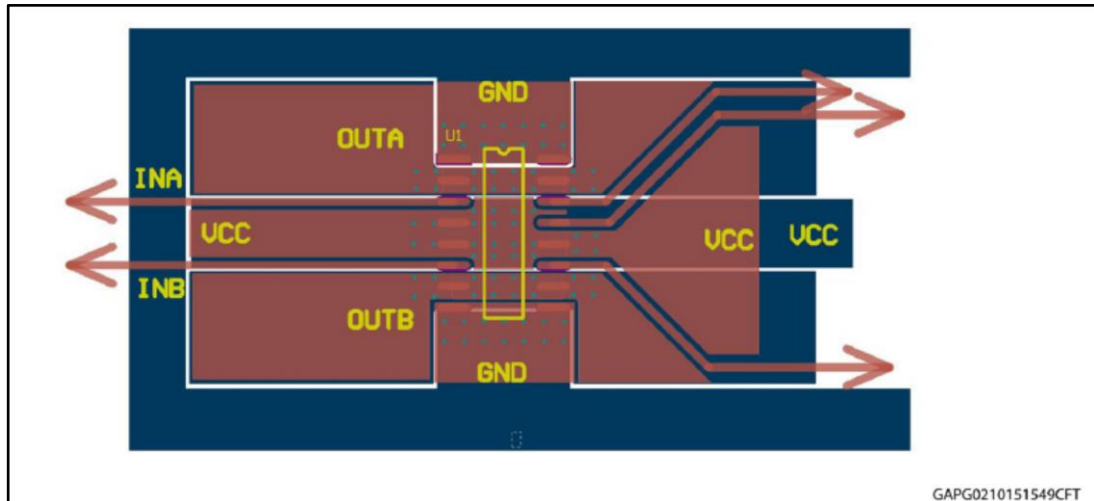 GND
U1
OUTA
INA
VCC
VCC
VCC
INB
OUTB
GND
GAPG0210151549CFT